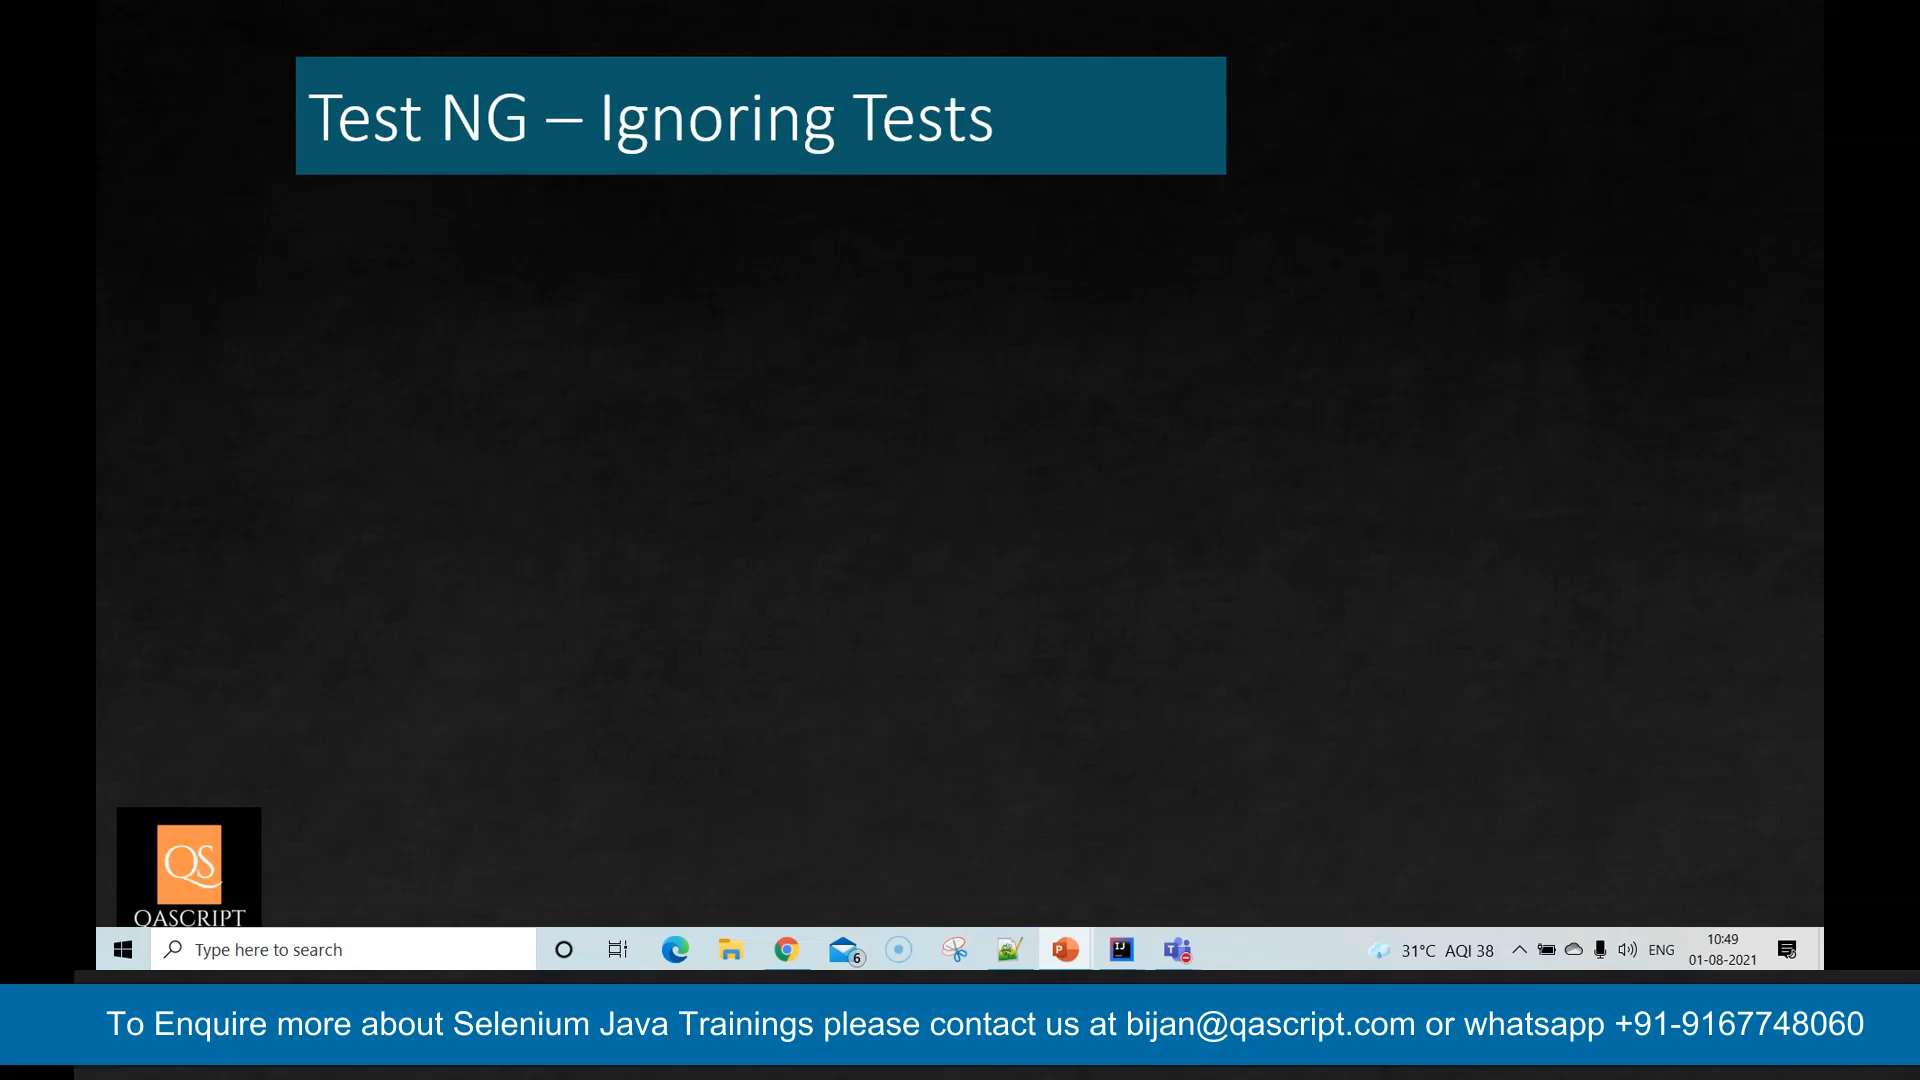 Test NG – Ignoring Tests
QS
QASCRIPT
Type here to search
6
31°C AQI 38
ENG
10:49
01-08-2021
To Enquire more about Selenium Java Trainings please contact us at bijan@qascript.com or whatsapp +91-9167748060